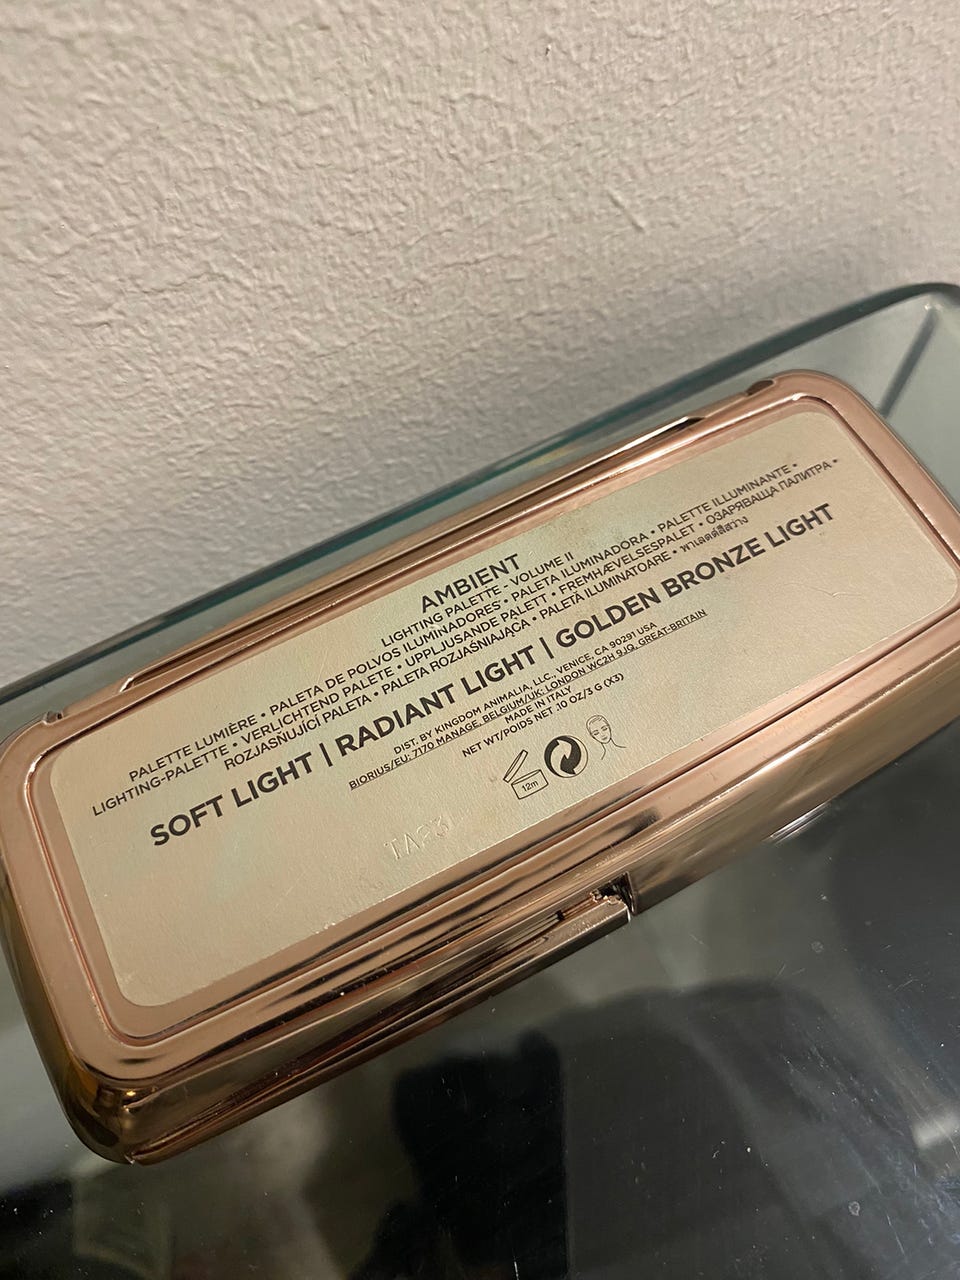 AMBIENT
LIGHTING PALETTE - VOLUME II
PALETTE LUMIÈRE • PALETA DE POLVOS ILUMINADORES • PALETA ILUMINADORA • PALETTE ILLUMINANTE •
LIGHTING-PALETTE • VERLICHTEND PALETE • UPPLJUSANDE PALETT • FREMHÆVELSESPALET • ОЗАРЯВАЩА ПАЛИТРА •
ROZJASŇUJÍCÍ PALETA • PALETA ROZJAŚNIAJĄCA • PALETĂ ILUMINATOARE • พาเลตต์สีสว่าง
SOFT LIGHT | RADIANT LIGHT | GOLDEN BRONZE LIGHT
DIST. BY KINGDOM ANIMALIA, LLC., VENICE, CA 90291 USA
BIORIUS/EU: 7170 MANAGE, BELGIUM/UK: LONDON WC2H 9JQ, GREAT-BRITAIN
MADE IN ITALY
NET WT/POIDS NET .10 OZ/3 G (X3)
12m